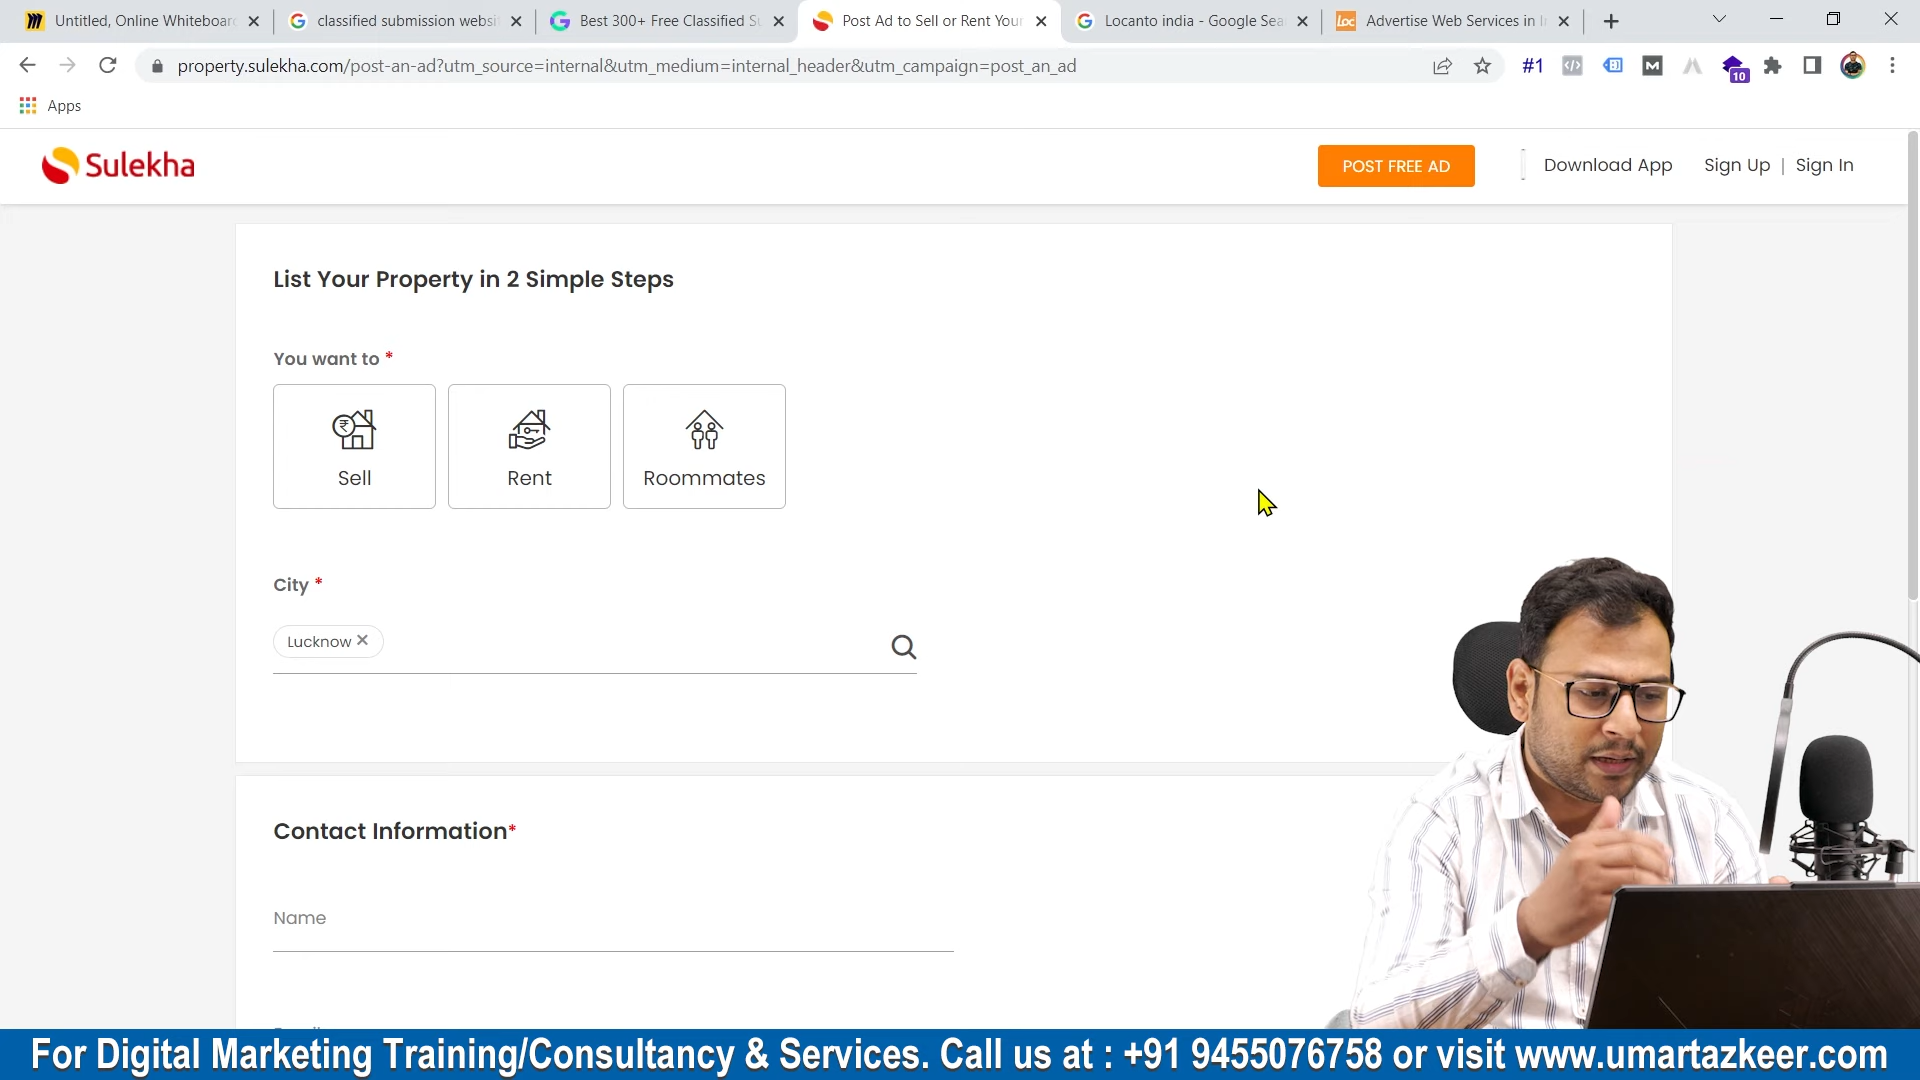 Untitled, Online Whiteboard
classified submission websi
Best 300+ Free Classified Su
Post Ad to Sell or Rent Your
Locanto india - Google Sea
Loc
Advertise Web Services in I
property.sulekha.com/post-an-ad?utm_source=internal&utm_medium=internal_header&utm_campaign=post_an_ad
#1
10
Apps
Sulekha
POST FREE AD
Download App
Sign Up | Sign In
List Your Property in 2 Simple Steps
You want to *
Sell
Rent
Roommates
City *
Lucknow
Contact Information*
Name
For Digital Marketing Training/Consultancy & Services. Call us at : +91 9455076758 or visit www.umartazkeer.com